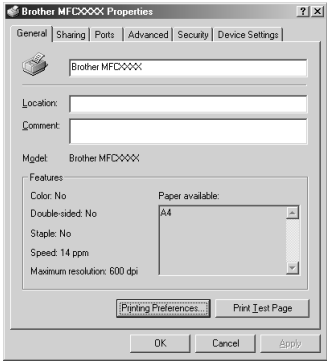 Brother MFCXXXX Properties
General Sharing Ports Advanced Security Device Settings
Brother MFCXXXX
Location:
Comment:
Model: Brother MFCXXXX
Features
Color: No
Paper available:
Double-sided: No
A4
Staple: No
Speed: 14 ppm
Maximum resolution: 600 dpi
Printing Preferences...
Print Test Page
OK Cancel Apply